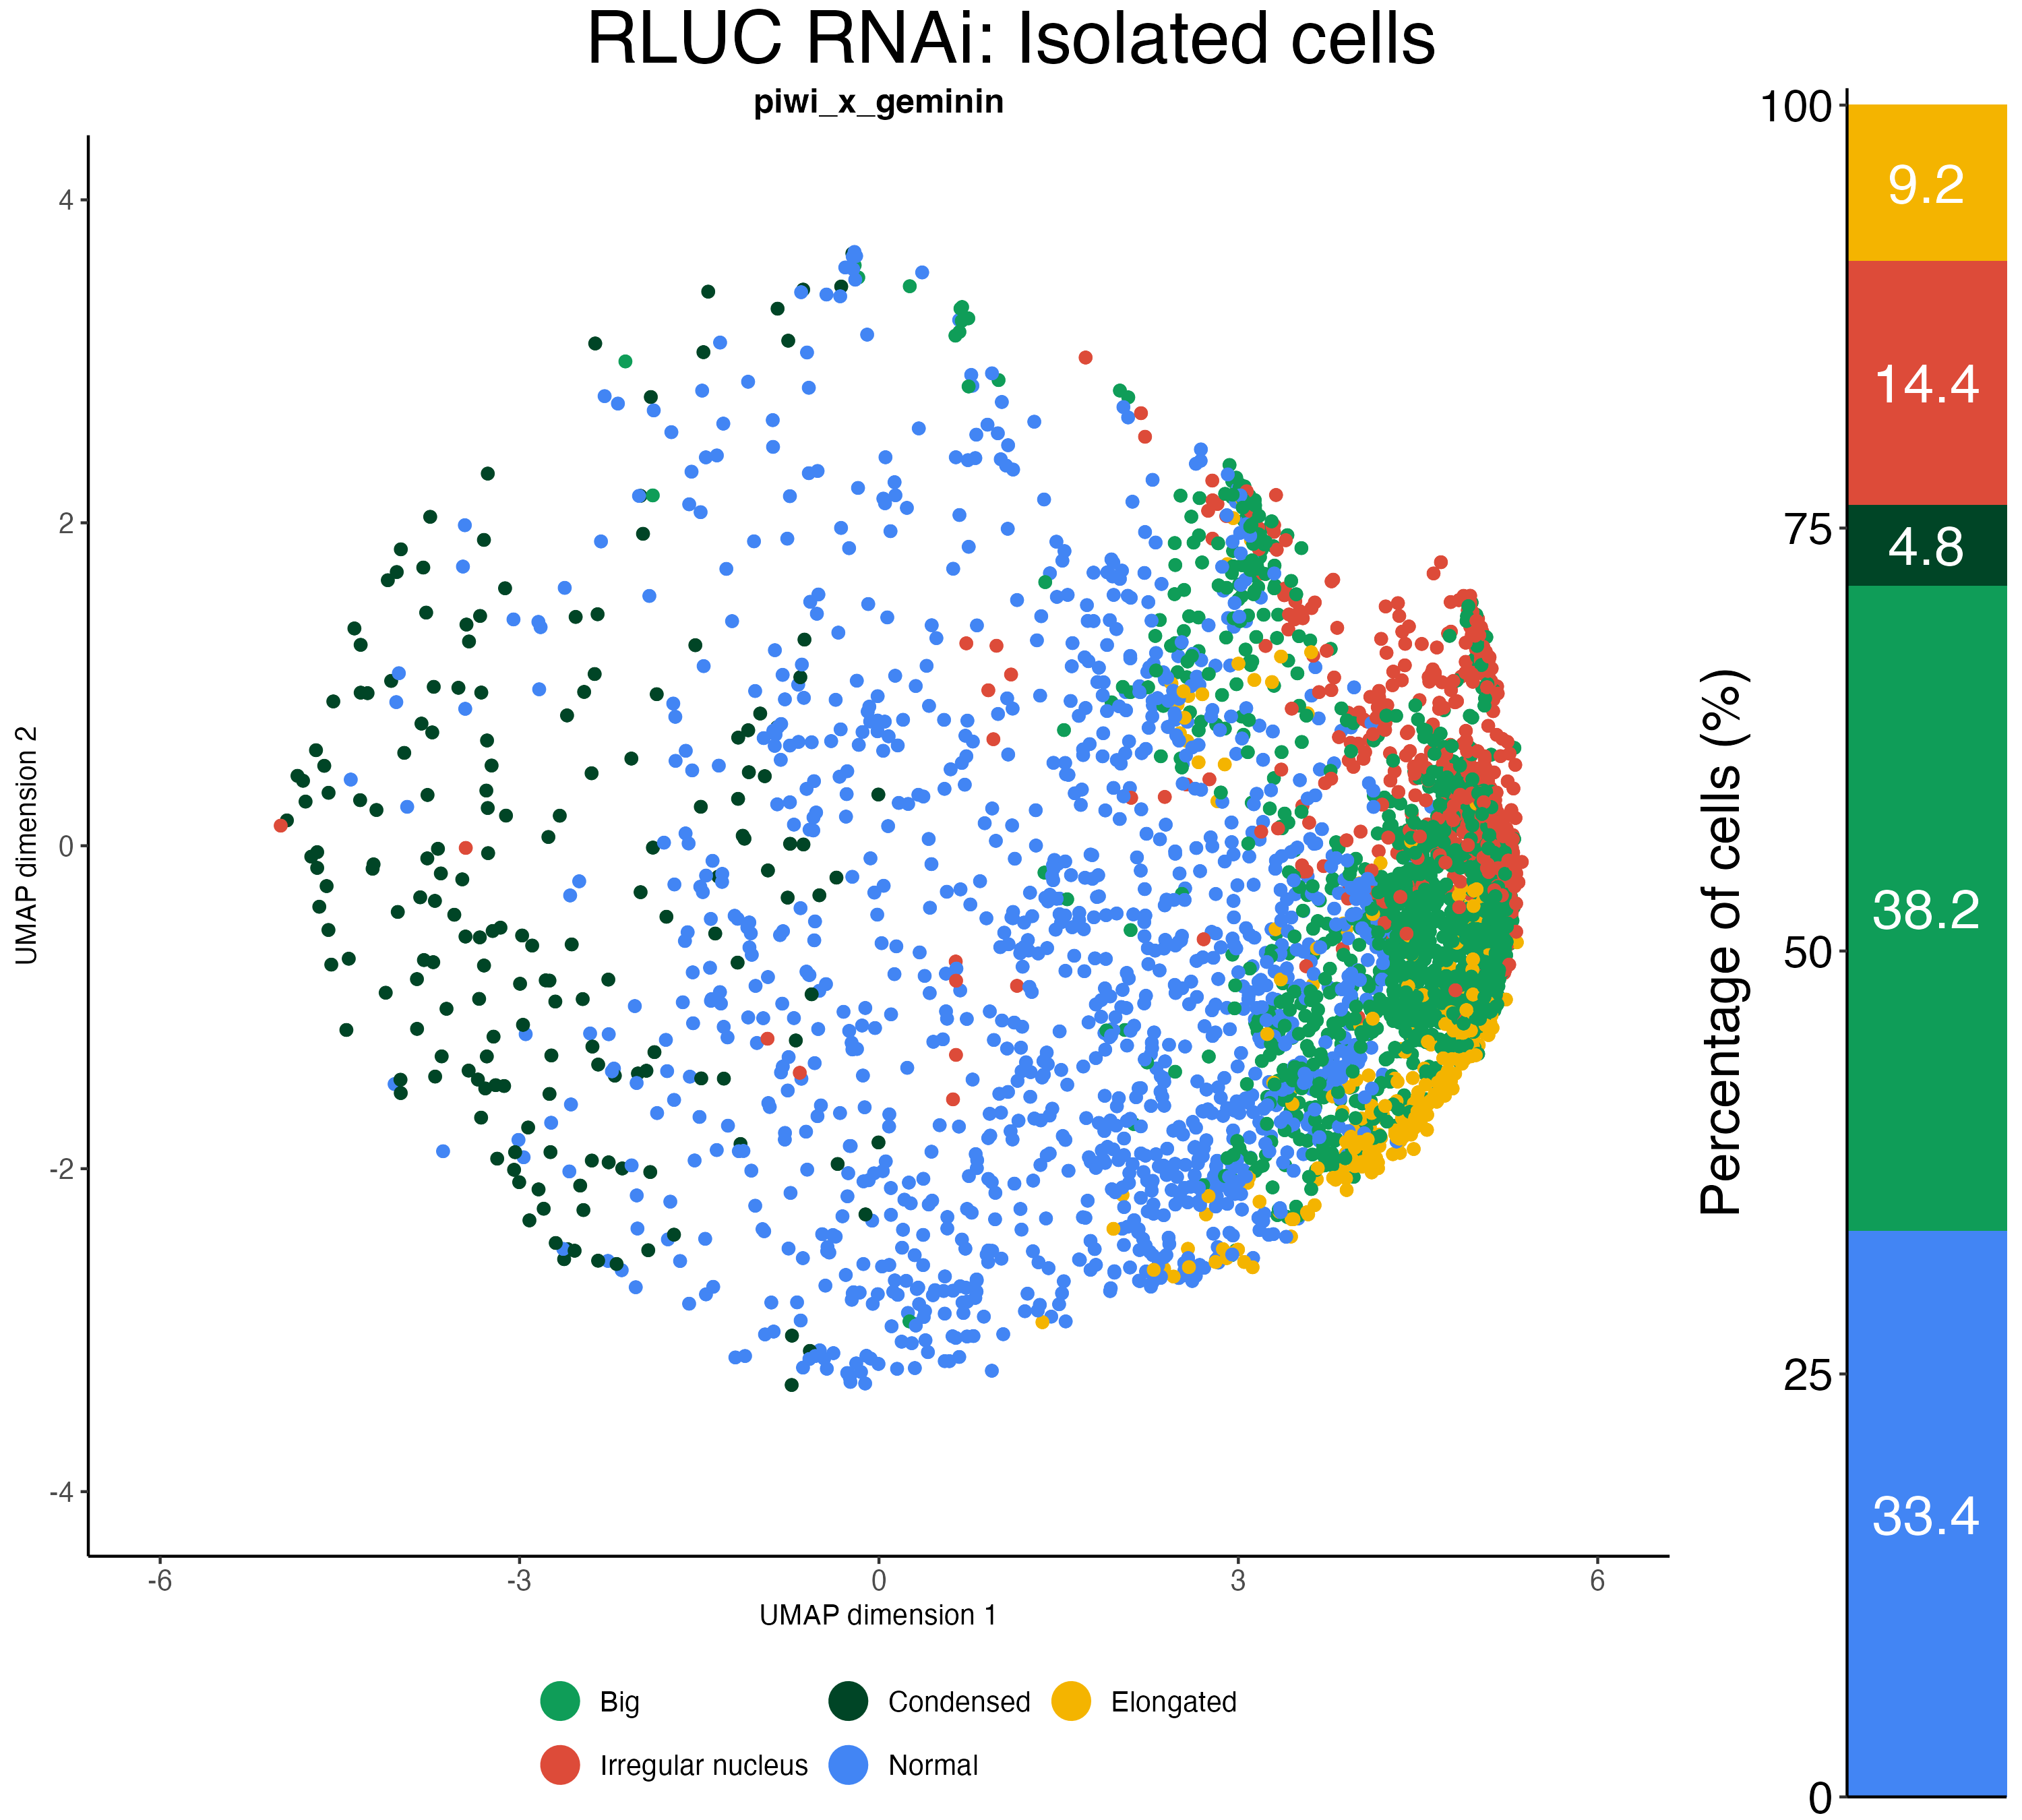 RLUC RNAi: Isolated cells
piwi_x_geminin
UMAP dimension 2
4
2
0
-2
-4
-6
-3
0
3
6
UMAP dimension 1
Big
Condensed
Elongated
Irregular nucleus
Normal
Percentage of cells (%)
100
75
50
25
0
9.2
14.4
4.8
38.2
33.4